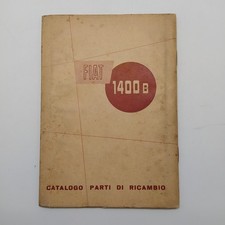 FIAT
1400 B
CATALOGO PARTI DI RICAMBIO